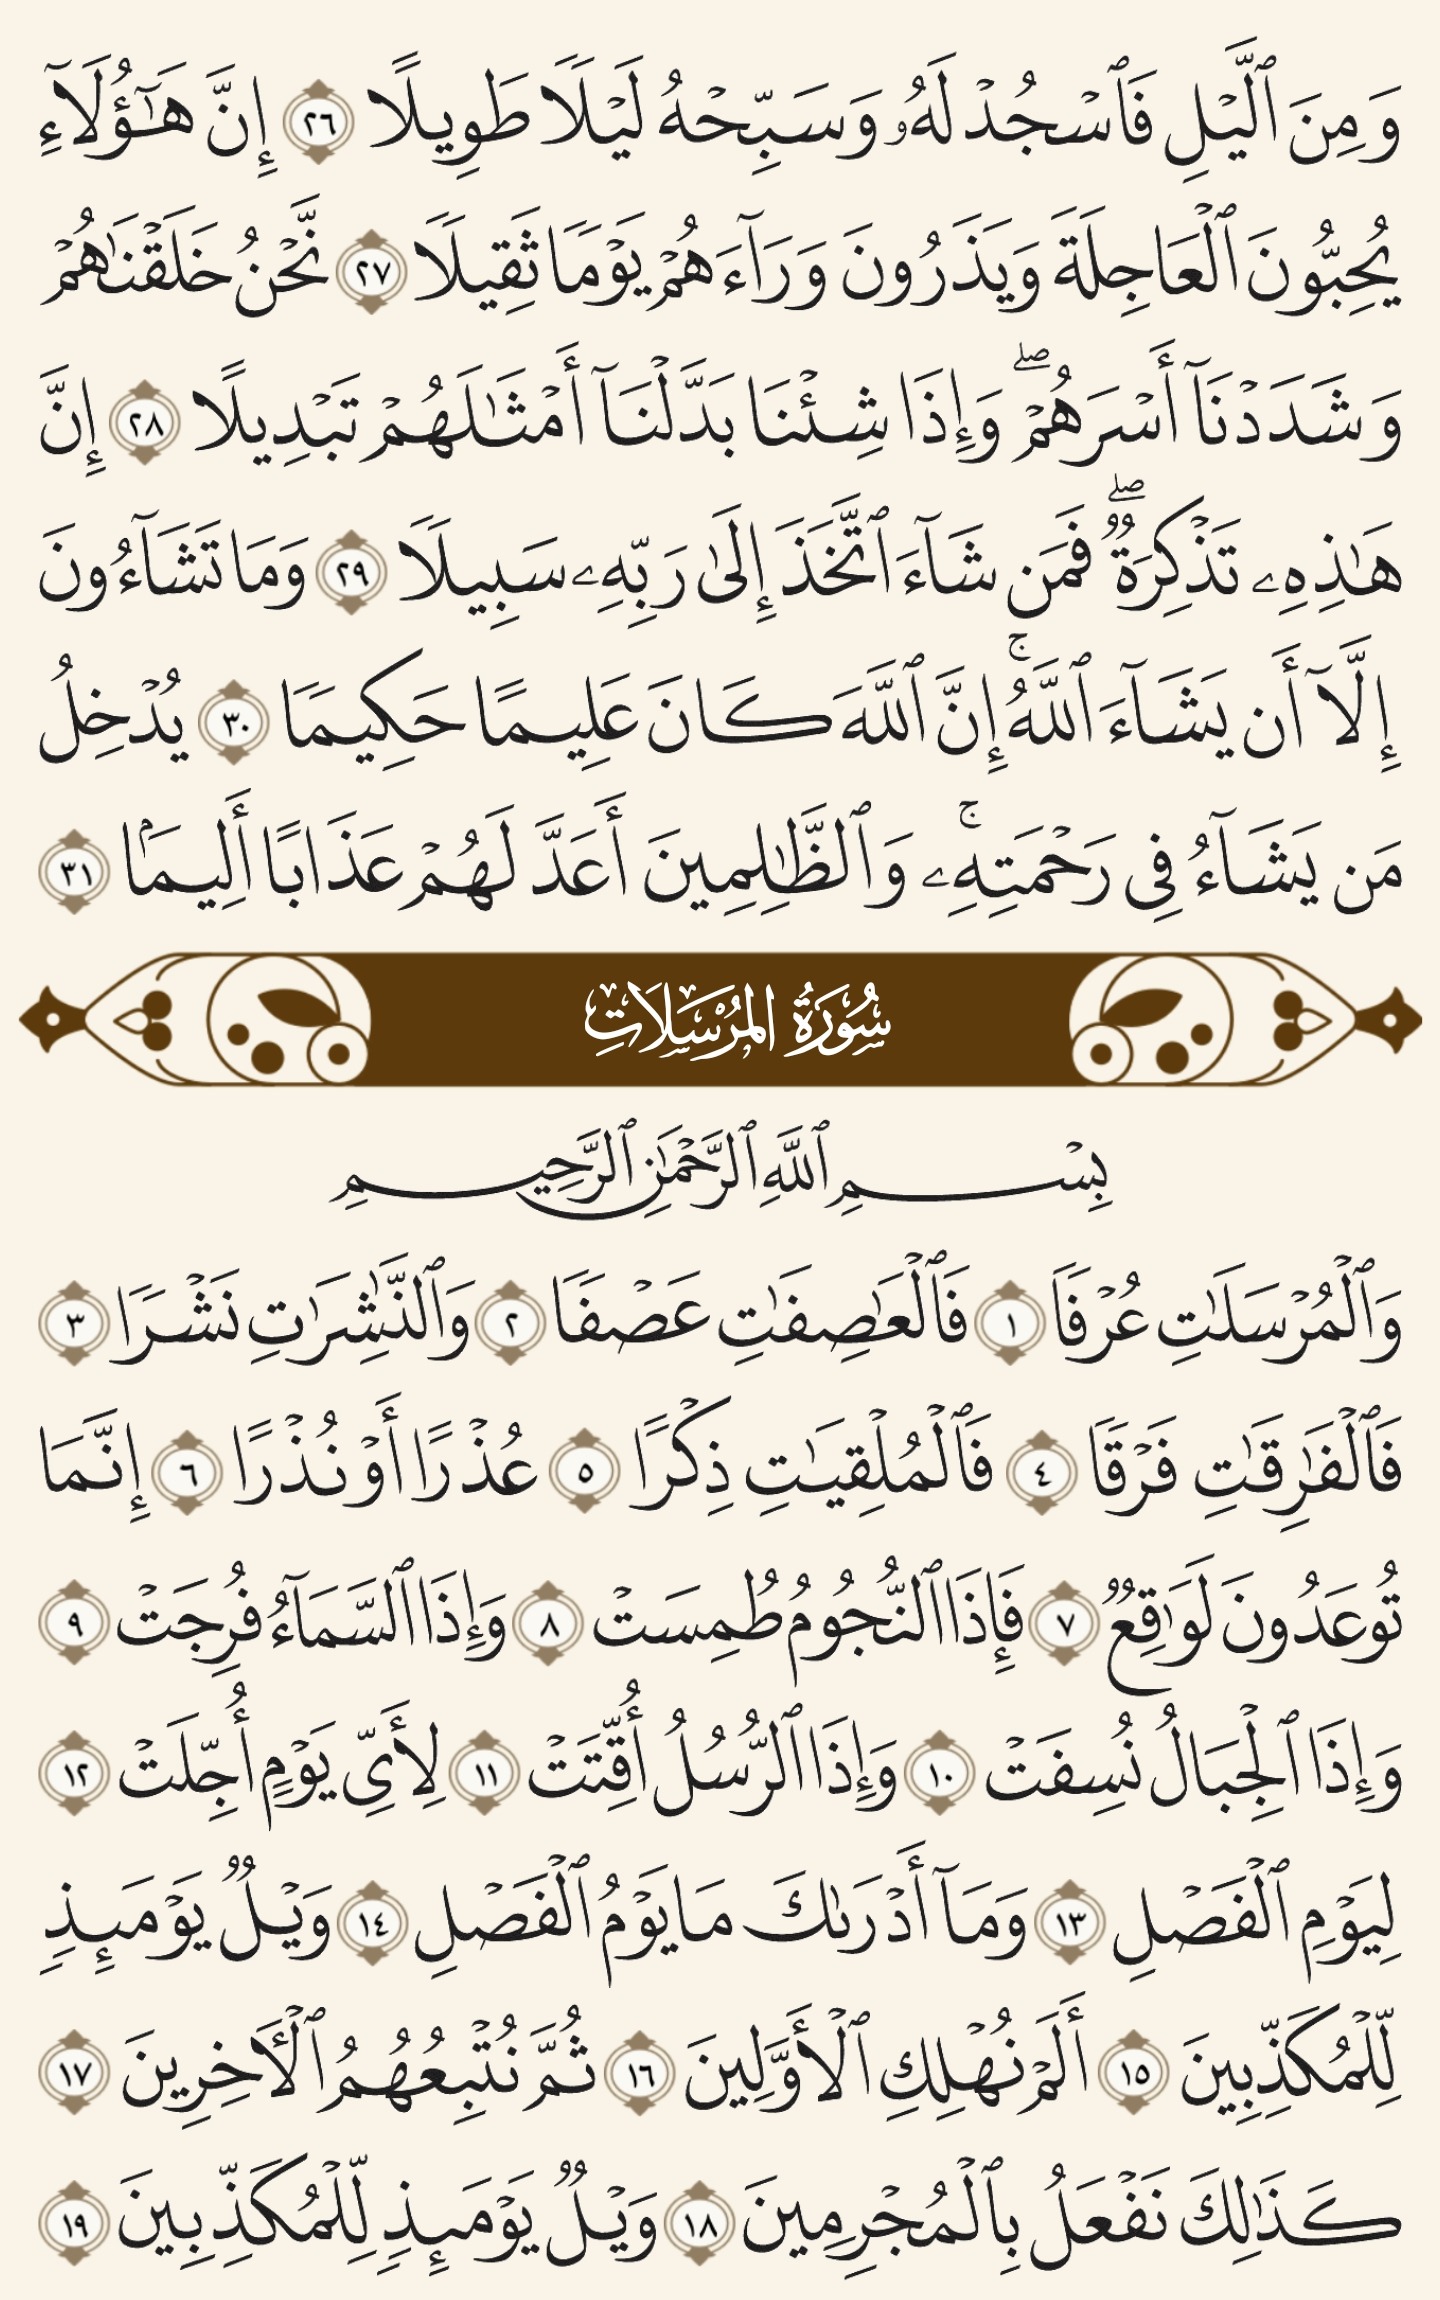 وَمِنَ ٱلَّيْلِ فَٱسْجُدْ لَهُۥ وَسَبِّحْهُ لَيْلًا طَوِيلًا ٢٦ إِنَّ هَٰٓؤُلَآءِ
يُحِبُّونَ ٱلْعَاجِلَةَ وَيَذَرُونَ وَرَآءَهُمْ يَوْمًا ثَقِيلًا ٢٧ نَّحْنُ خَلَقْنَٰهُمْ
وَشَدَدْنَآ أَسْرَهُمْ ۖ وَإِذَا شِئْنَا بَدَّلْنَآ أَمْثَٰلَهُمْ تَبْدِيلًا ٢٨ إِنَّ
هَٰذِهِۦ تَذْكِرَةٌ ۖ فَمَن شَآءَ ٱتَّخَذَ إِلَىٰ رَبِّهِۦ سَبِيلًا ٢٩ وَمَا تَشَآءُونَ
إِلَّآ أَن يَشَآءَ ٱللَّهُ ۚ إِنَّ ٱللَّهَ كَانَ عَلِيمًا حَكِيمًا ٣٠ يُدْخِلُ
مَن يَشَآءُ فِى رَحْمَتِهِۦ ۚ وَٱلظَّٰلِمِينَ أَعَدَّ لَهُمْ عَذَابًا أَلِيمًۢا ٣١
سُورَةُ المُرْسَلَاتِ
بِسْمِ ٱللَّهِ ٱلرَّحْمَٰنِ ٱلرَّحِيمِ
وَٱلْمُرْسَلَٰتِ عُرْفًا ١ فَٱلْعَٰصِفَٰتِ عَصْفًا ٢ وَٱلنَّٰشِرَٰتِ نَشْرًا ٣
فَٱلْفَٰرِقَٰتِ فَرْقًا ٤ فَٱلْمُلْقِيَٰتِ ذِكْرًا ٥ عُذْرًا أَوْ نُذْرًا ٦ إِنَّمَا
تُوعَدُونَ لَوَٰقِعٌ ٧ فَإِذَا ٱلنُّجُومُ طُمِسَتْ ٨ وَإِذَا ٱلسَّمَآءُ فُرِجَتْ ٩
وَإِذَا ٱلْجِبَالُ نُسِفَتْ ١٠ وَإِذَا ٱلرُّسُلُ أُقِّتَتْ ١١ لِأَىِّ يَوْمٍ أُجِّلَتْ ١٢
لِيَوْمِ ٱلْفَصْلِ ١٣ وَمَآ أَدْرَىٰكَ مَا يَوْمُ ٱلْفَصْلِ ١٤ وَيْلٌ يَوْمَئِذٍ
لِّلْمُكَذِّبِينَ ١٥ أَلَمْ نُهْلِكِ ٱلْأَوَّلِينَ ١٦ ثُمَّ نُتْبِعُهُمُ ٱلْـَٔاخِرِينَ ١٧
كَذَٰلِكَ نَفْعَلُ بِٱلْمُجْرِمِينَ ١٨ وَيْلٌ يَوْمَئِذٍ لِّلْمُكَذِّبِينَ ١٩